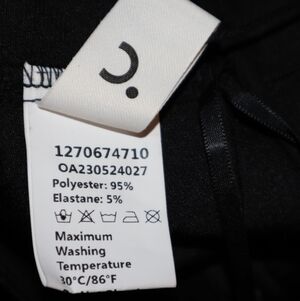 1270674710
OA230524027
Polyester: 95%
Elastane: 5%
Maximum
Washing
Temperature
30°C/86°F